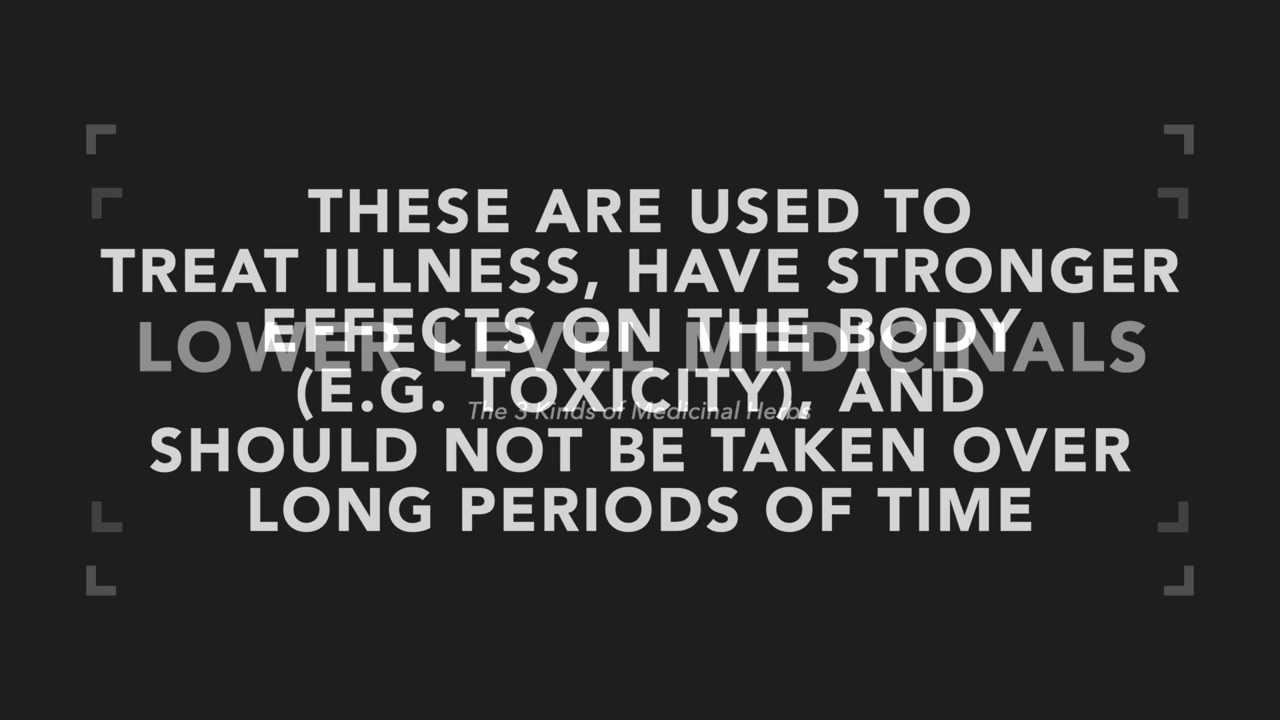 THESE ARE USED TO
TREAT ILLNESS, HAVE STRONGER
EFFECTS ON THE BODY
(E.G. TOXICITY), AND
SHOULD NOT BE TAKEN OVER
LONG PERIODS OF TIME
LOWER LEVEL MEDICINALS
The 3 Kinds of Medicinal Herbs